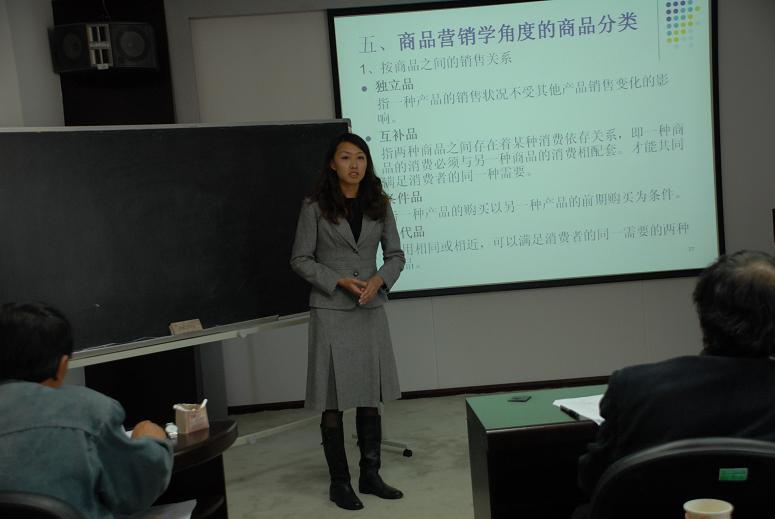 五、商品营销学角度的商品分类
1、按商品之间的销售关系
独立品
指一种产品的销售状况不受其他产品销售变化的影
响。
互补品
指两种商品之间存在着某种消费依存关系，即一种商
品的消费必须与另一种商品的消费相配套。才能共同
满足消费者的同一种需要。
条件品
一种产品的购买以另一种产品的前期购买为条件。
代品
用相同或相近，可以满足消费者的同一需要的两种
品。
37